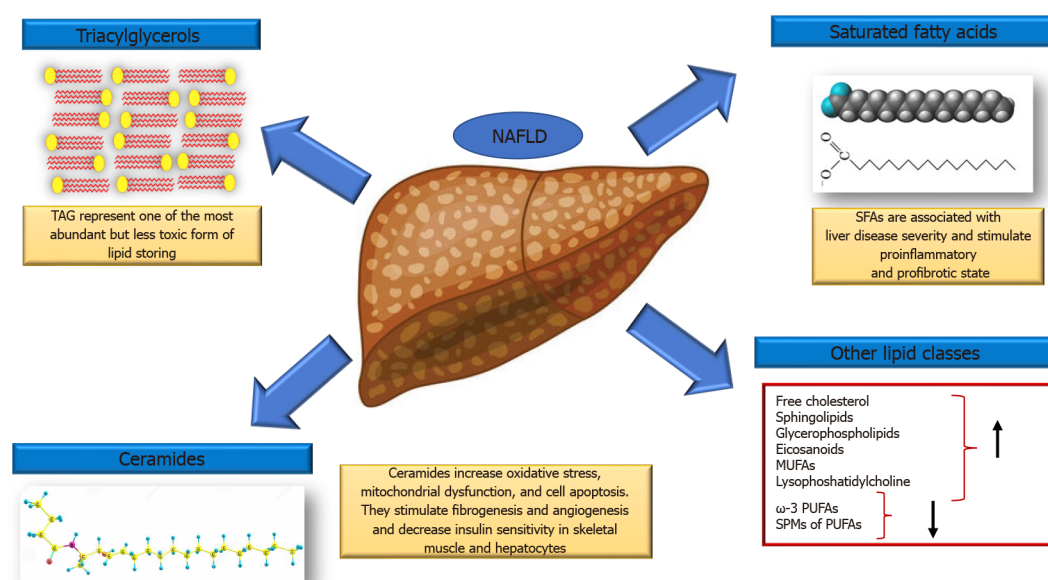 Triacylglycerols
TAG represent one of the most
abundant but less toxic form of
lipid storing
NAFLD
Saturated fatty acids
O
C
O
-
SFAs are associated with
liver disease severity and stimulate
proinflammatory
and profibrotic state
Ceramides
Ceramides increase oxidative stress,
mitochondrial dysfunction, and cell apoptosis.
They stimulate fibrogenesis and angiogenesis
and decrease insulin sensitivity in skeletal
muscle and hepatocytes
Other lipid classes
Free cholesterol
Sphingolipids
Glycerophospholipids
Eicosanoids
MUFAs
Lysophoshatidylcholine
ω-3 PUFAs
SPMs of PUFAs